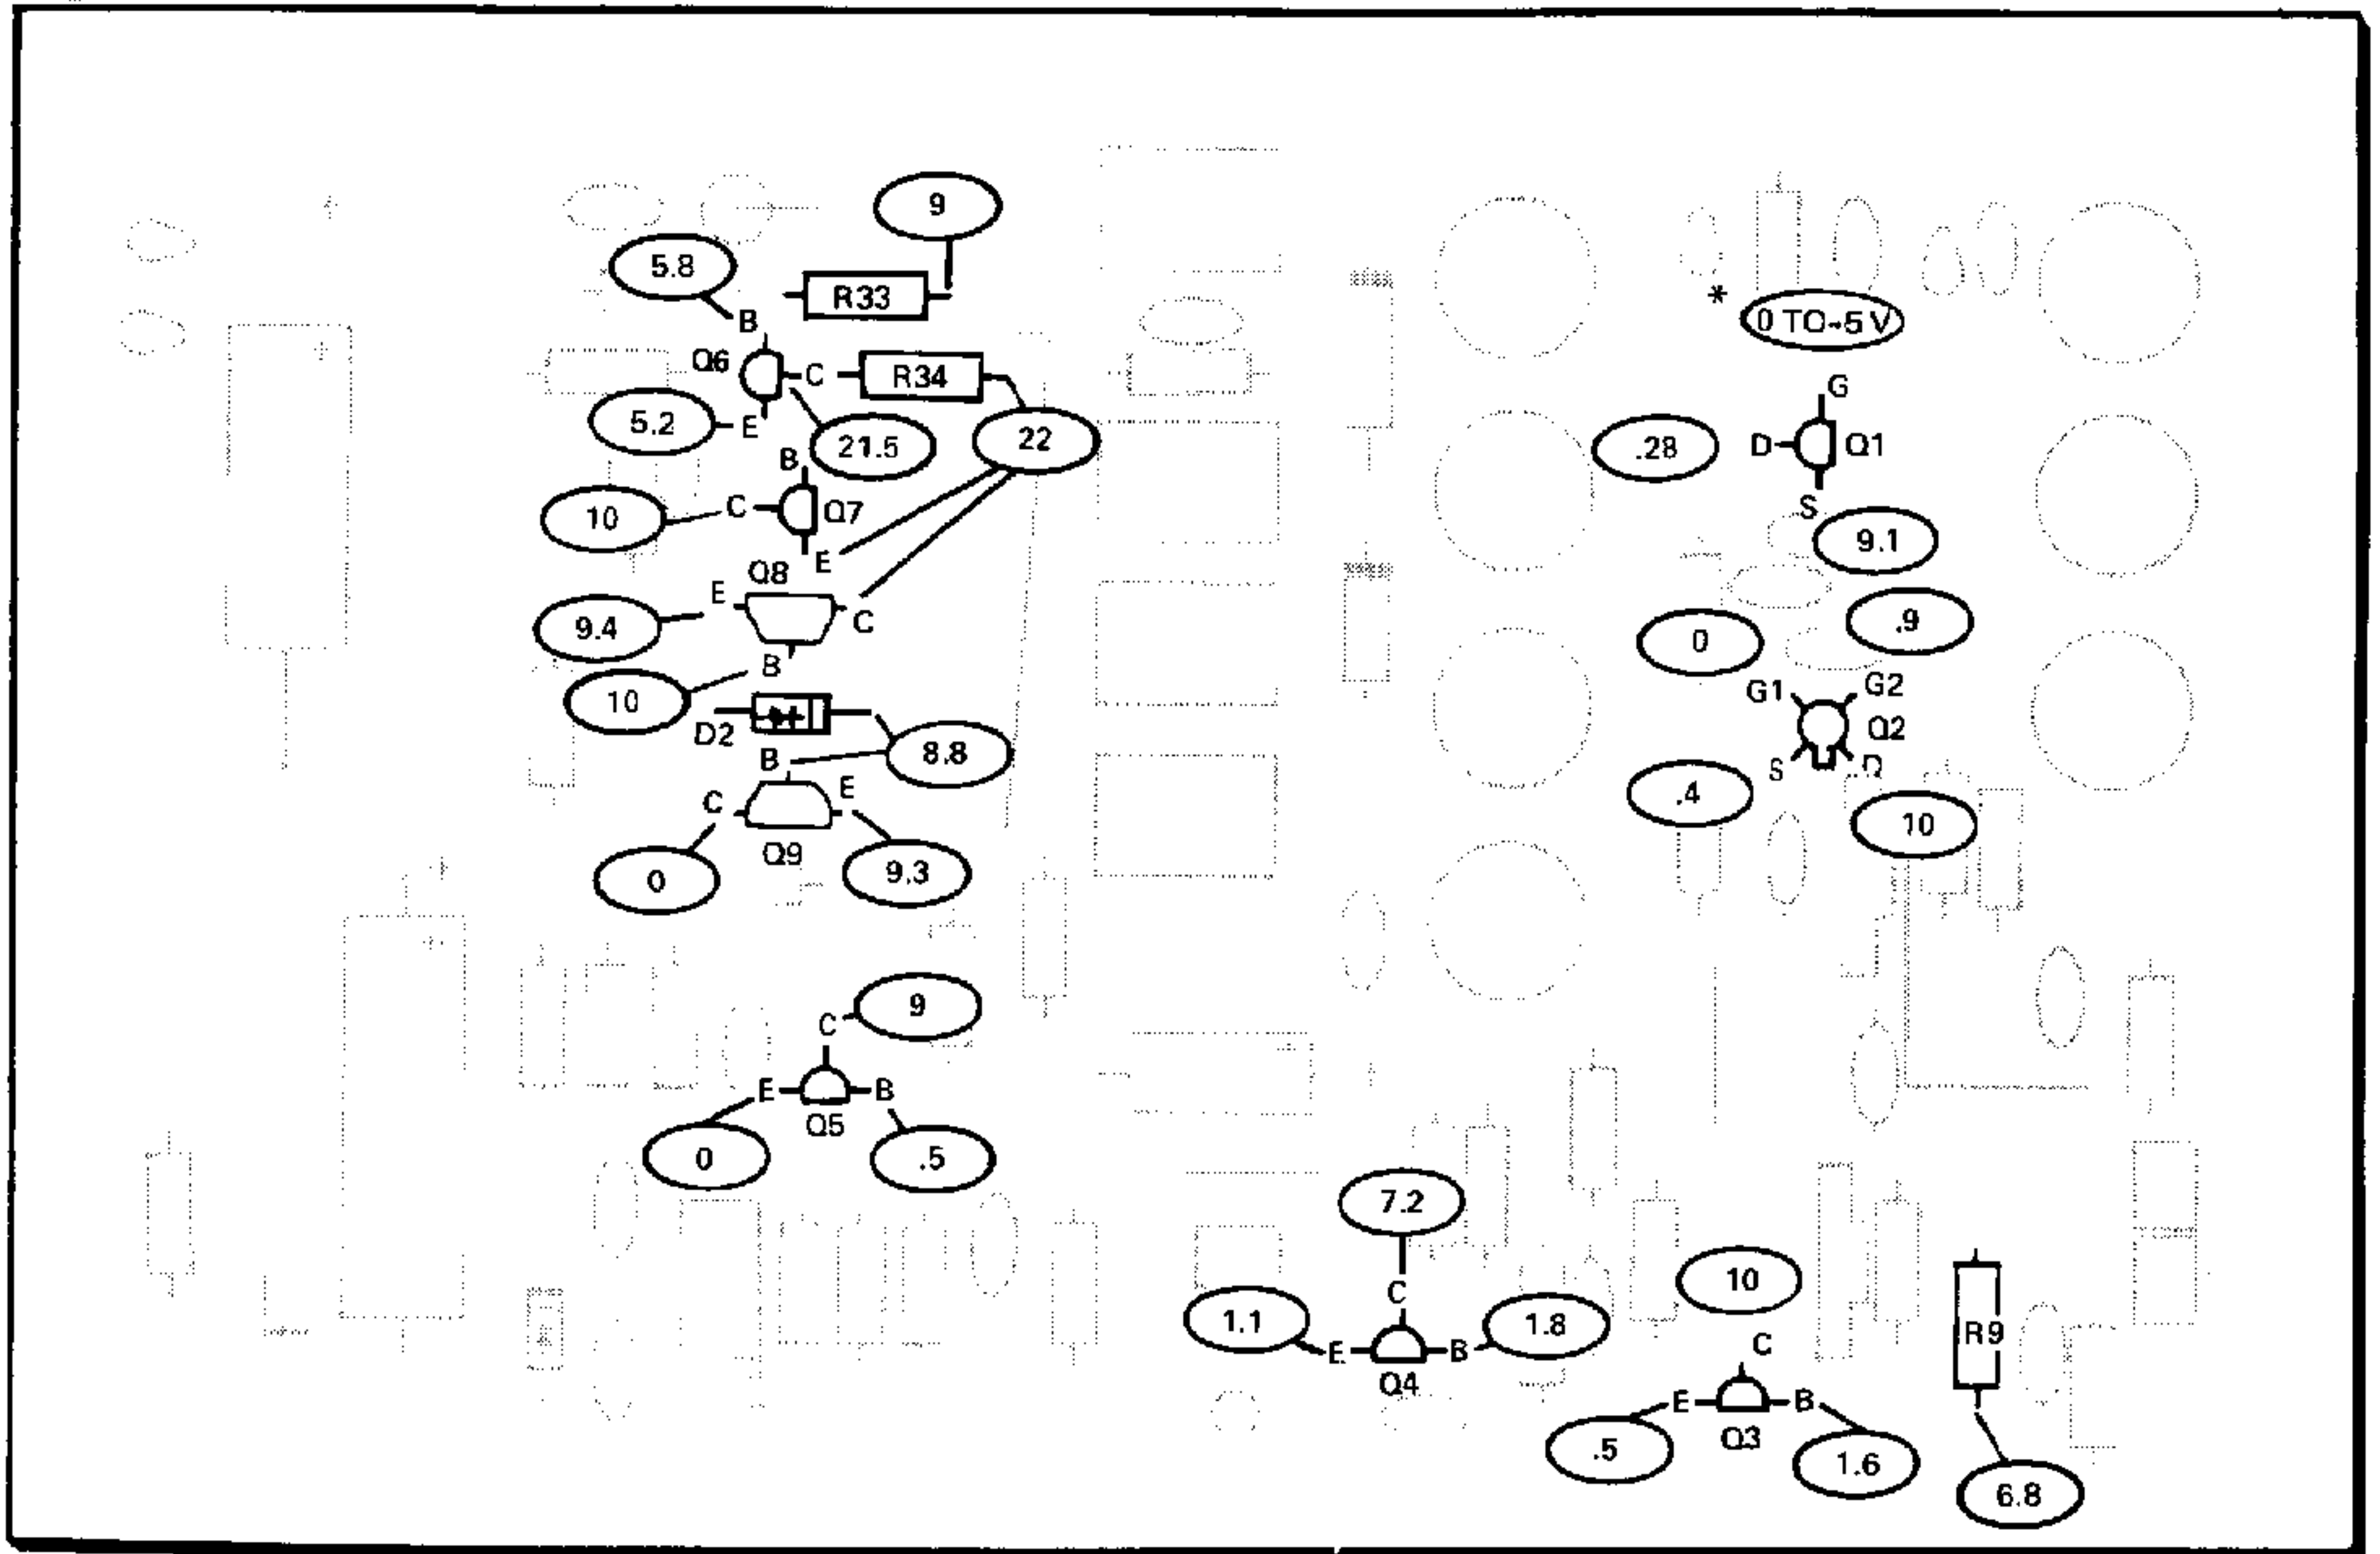 9
5.8
R33
B
* 0 TO-5 V
Q6 C R34
G
5.2 E 21.5 22
.28 D Q1
B
10 C Q7
S
E
9.1
Q8
E
9.4 C
0 .9
B
10
G1 G2
D2
Q2
8.8
B
S D
C E
.4
10
Q9
0 9.3
9
C
E B
Q5
0 .5
7.2
10
C
1.1 1.8
E B
C
R9
Q4
E B
Q3
.5 1.6
6.8